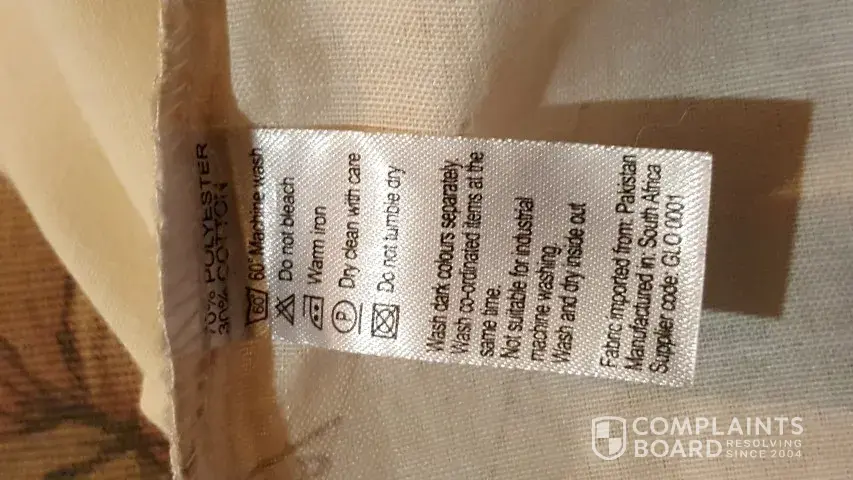 70% POLYESTER
30% COTTON
60 60° Machine wash
Do not bleach
Warm iron
P Dry clean with care
Do not tumble dry
Wash dark colours separately.
Wash co-ordinated items at the
same time.
Not suitable for industrial
machine washing.
Wash and dry inside out
Fabric imported from: Pakistan
Manufactured in: South Africa
Supplier code: GLO 0001
COMPLAINTS
BOARD RESOLVING
SINCE 2004